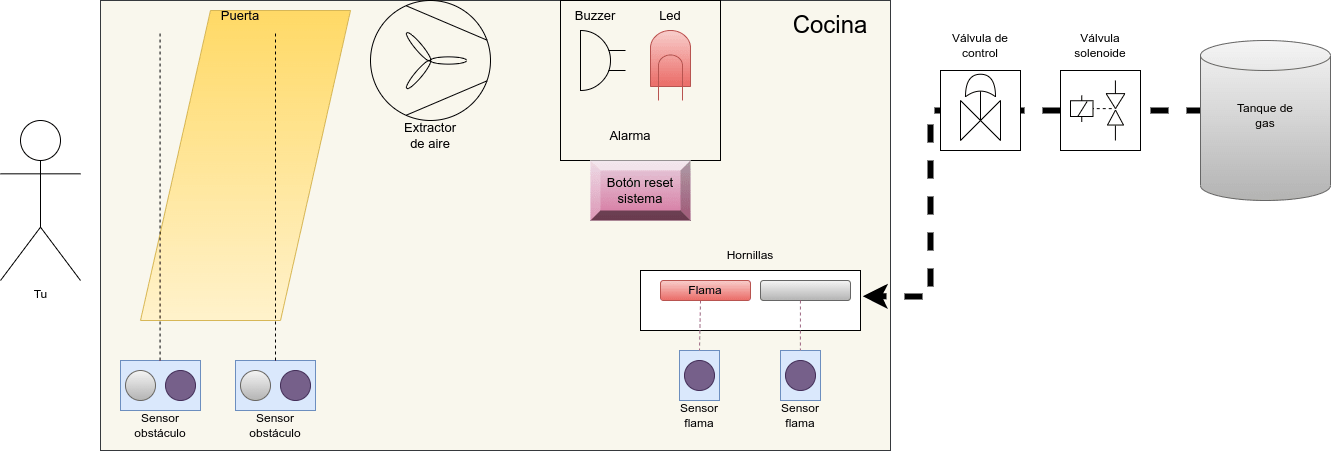 Puerta
Buzzer
Led
Cocina
Válvula de
control
Válvula
solenoide
Tanque de
gas
Extractor
de aire
Alarma
Botón reset
sistema
Tu
Hornillas
Flama
Sensor
obstáculo
Sensor
obstáculo
Sensor
flama
Sensor
flama